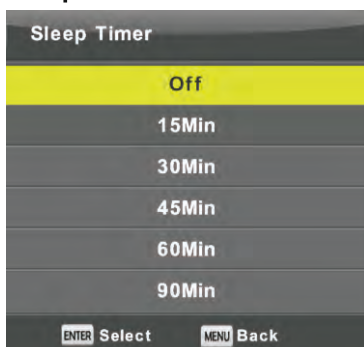 Sleep Timer
Off
15Min
30Min
45Min
60Min
90Min
ENTER Select MENU Back